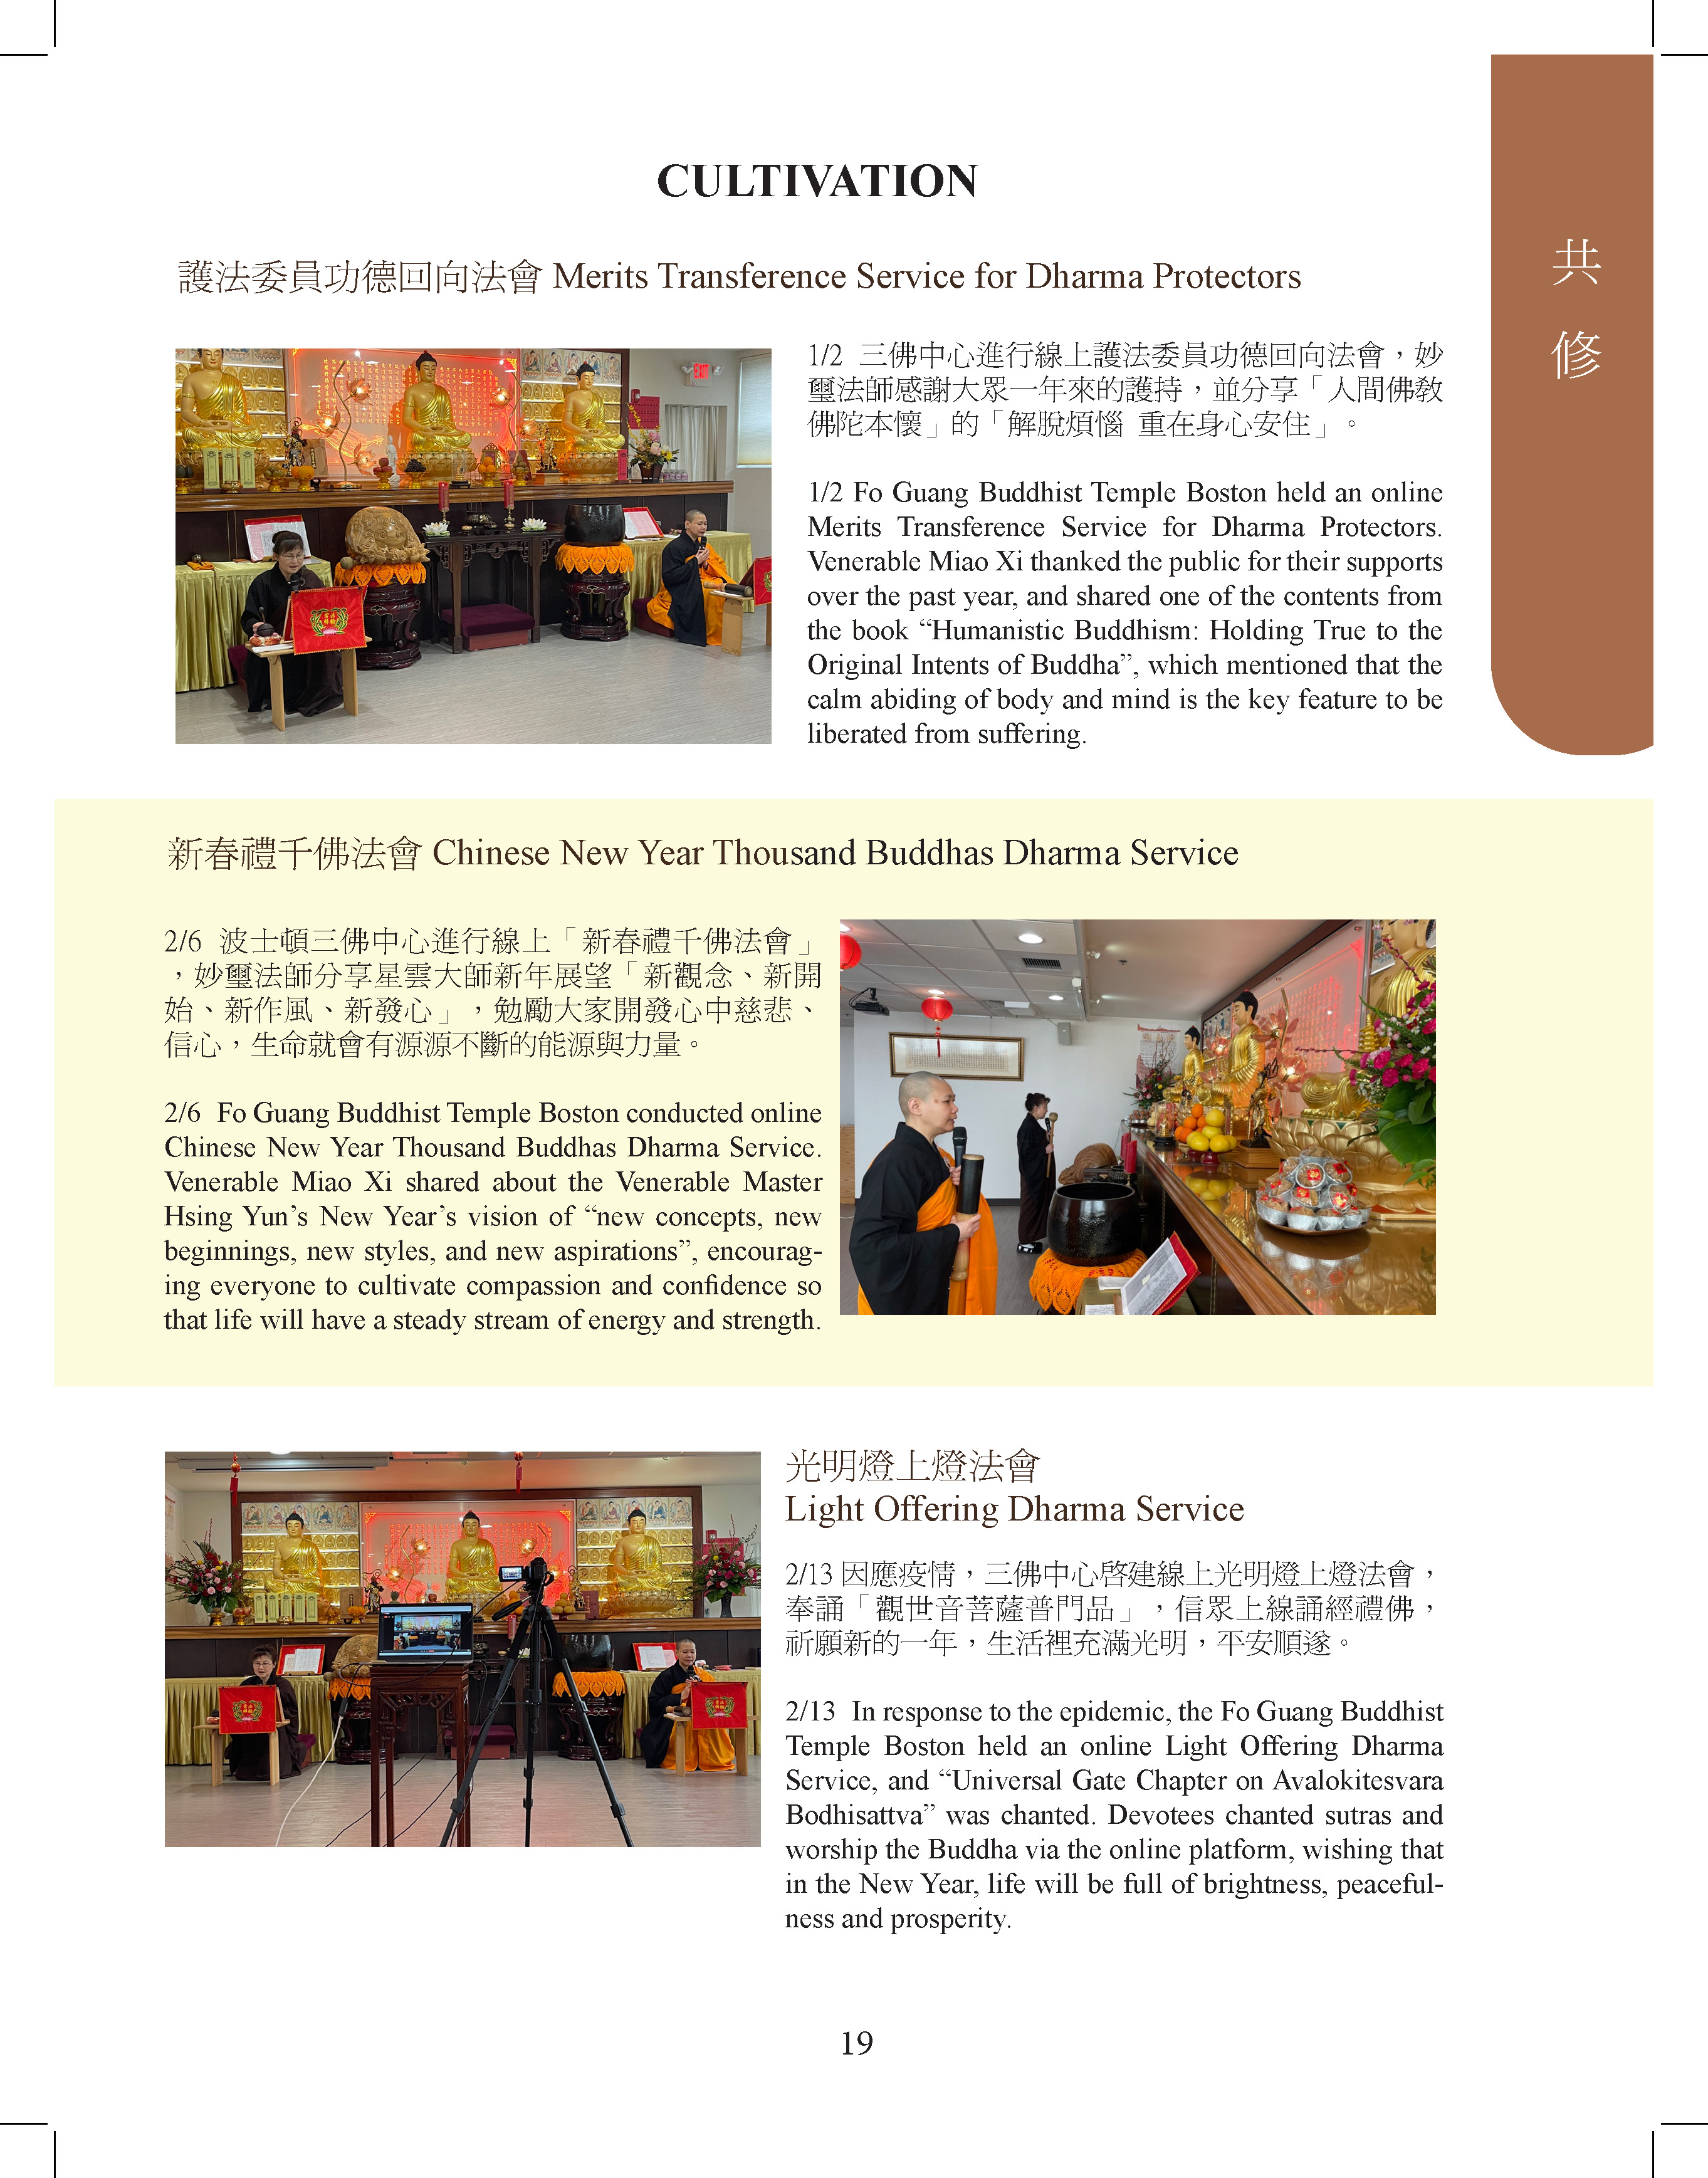 CULTIVATION
共
修
護法委員功德回向法會 Merits Transference Service for Dharma Protectors
1/2 三佛中心進行線上護法委員功德回向法會，妙
璽法師感謝大眾一年來的護持，並分享「人間佛教
佛陀本懷」的「解脫煩惱 重在身心安住」。
1/2 Fo Guang Buddhist Temple Boston held an online
Merits Transference Service for Dharma Protectors.
Venerable Miao Xi thanked the public for their supports
over the past year, and shared one of the contents from
the book “Humanistic Buddhism: Holding True to the
Original Intents of Buddha”, which mentioned that the
calm abiding of body and mind is the key feature to be
liberated from suffering.
EXIT
新春禮千佛法會 Chinese New Year Thousand Buddhas Dharma Service
2/6 波士頓三佛中心進行線上「新春禮千佛法會」
，妙璽法師分享星雲大師新年展望「新觀念、新開
始、新作風、新發心」，勉勵大家開發心中慈悲、
信心，生命就會有源源不斷的能源與力量。
2/6 Fo Guang Buddhist Temple Boston conducted online
Chinese New Year Thousand Buddhas Dharma Service.
Venerable Miao Xi shared about the Venerable Master
Hsing Yun’s New Year’s vision of “new concepts, new
beginnings, new styles, and new aspirations”, encourag-
ing everyone to cultivate compassion and confidence so
that life will have a steady stream of energy and strength.
光明燈上燈法會
Light Offering Dharma Service
2/13 因應疫情，三佛中心啓建線上光明燈上燈法會，
奉誦「觀世音菩薩普門品」，信眾上線誦經禮佛，
祈願新的一年，生活裡充滿光明，平安順遂。
2/13 In response to the epidemic, the Fo Guang Buddhist
Temple Boston held an online Light Offering Dharma
Service, and “Universal Gate Chapter on Avalokitesvara
Bodhisattva” was chanted. Devotees chanted sutras and
worship the Buddha via the online platform, wishing that
in the New Year, life will be full of brightness, peaceful-
ness and prosperity.
19